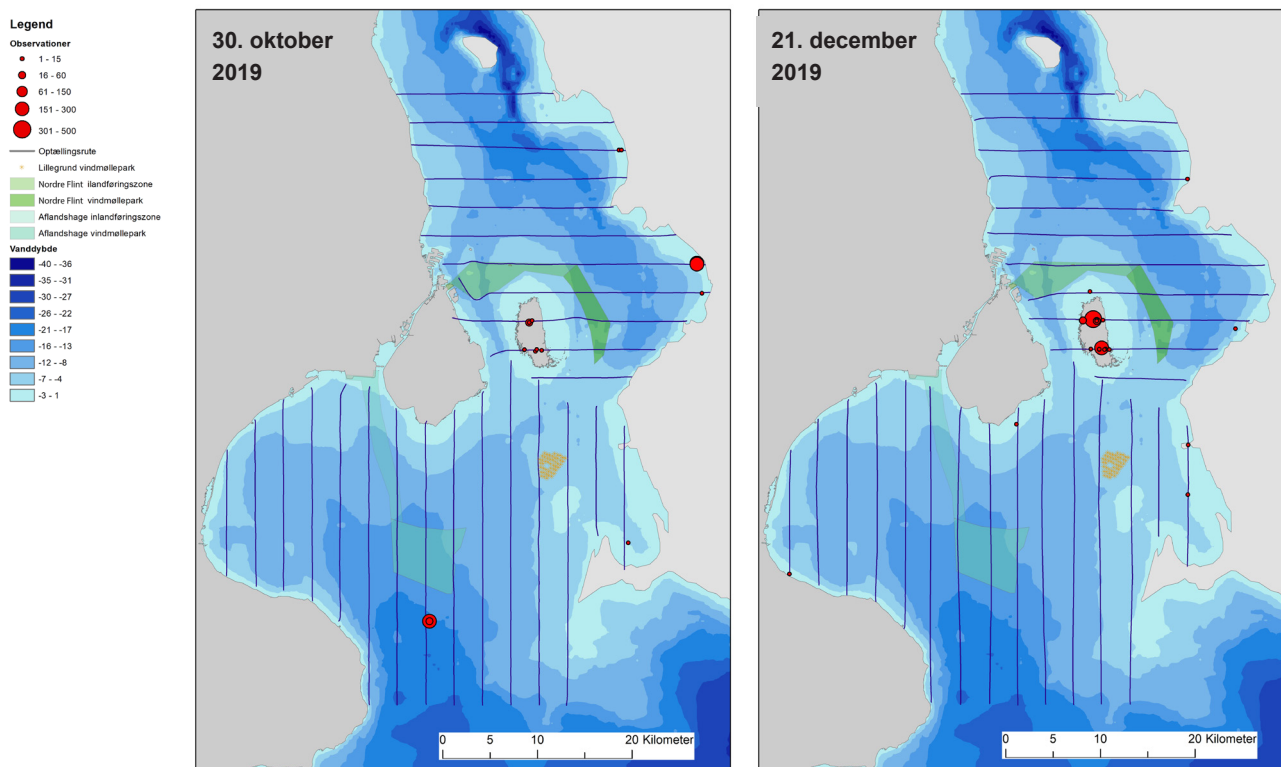 Legend
Observationer
1 - 15
16 - 60
61 - 150
151 - 300
301 - 500
Optællingsrute
Lillegrund vindmøllepark
Nordre Flint ilandføringszone
Nordre Flint vindmøllepark
Aflandshage inlandføringszone
Aflandshage vindmøllepark
Vanddybde
-40 - -36
-35 - -31
-30 - -27
-26 - -22
-21 - -17
-16 - -13
-12 - -8
-7 - -4
-3 - 1
30. oktober
2019
0 5 10 20 Kilometer
21. december
2019
0 5 10 20 Kilometer